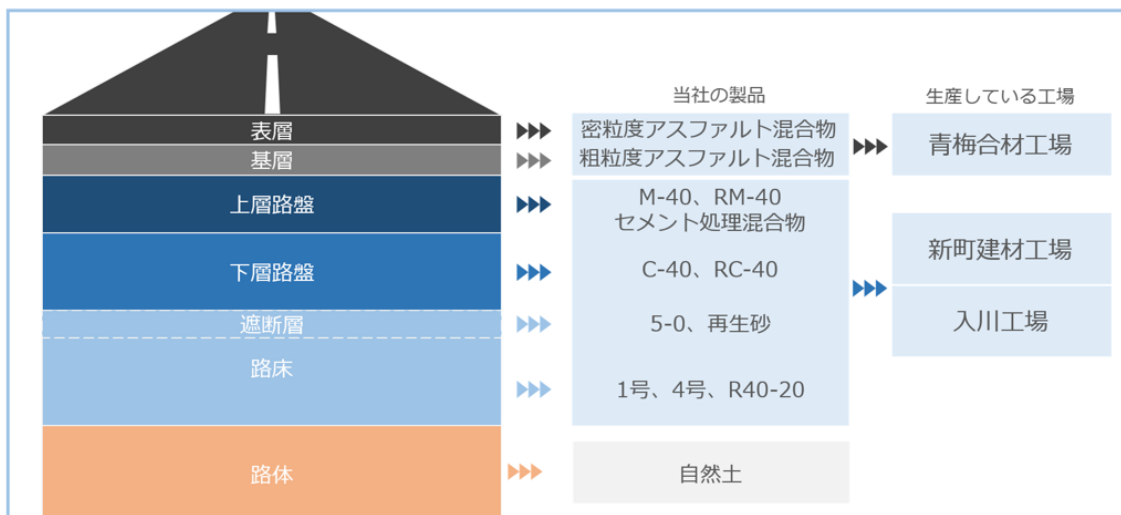 当社の製品
生産している工場
表層
密粒度アスファルト混合物
基層
粗粒度アスファルト混合物
青梅合材工場
上層路盤
M-40、RM-40
セメント処理混合物
下層路盤
C-40、RC-40
新町建材工場
入川工場
遮断層
5-0、再生砂
路床
1号、4号、R40-20
路体
自然土